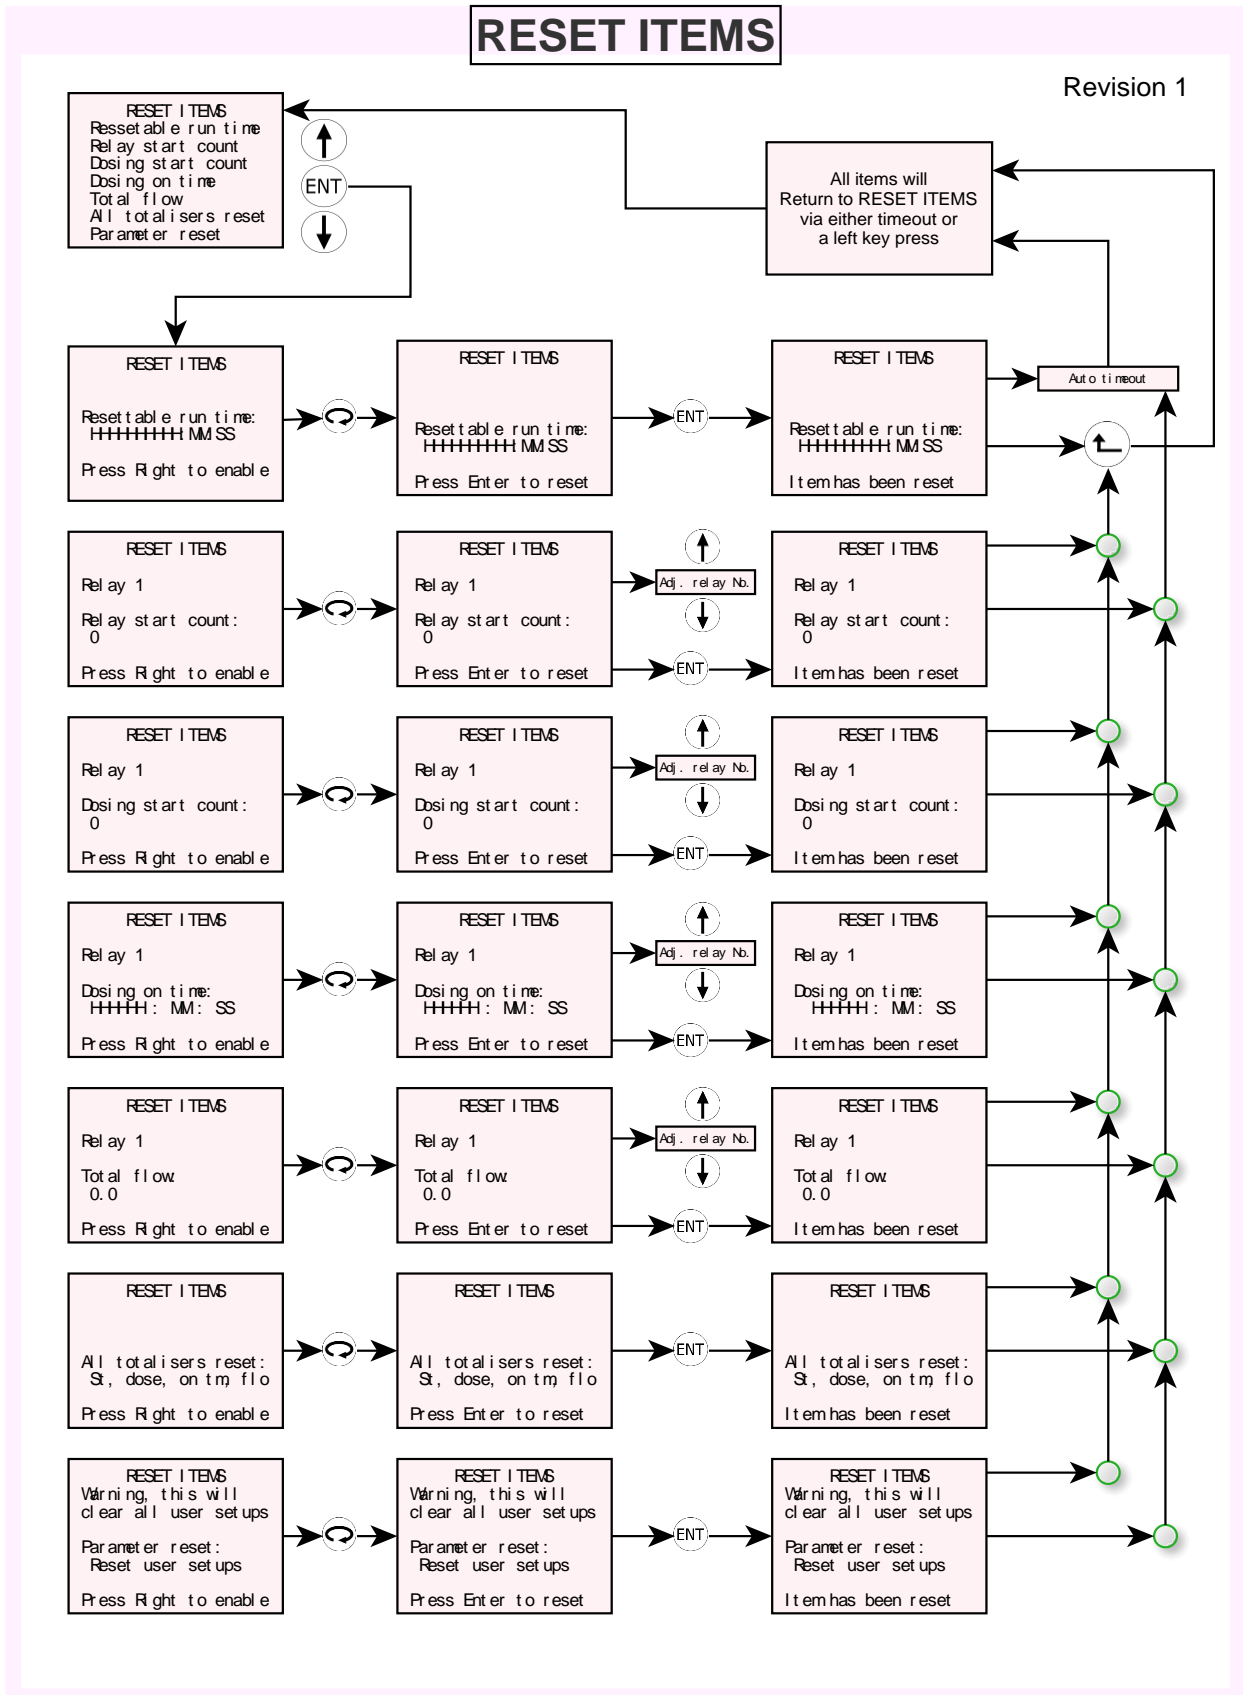 RESET ITEMS
Revision 1
RESET ITEMS
Ressetable run time
Relay start count
Dosing start count
Dosing on time
Total flow
All totalisers reset
Parameter reset
ENT
All items will
Return to RESET ITEMS
via either timeout or
a left key press
RESET ITEMS
Resettable run time:
HHHHHHHHH:MM:SS
Press Right to enable
RESET ITEMS
Resettable run time:
HHHHHHHHH:MM:SS
Press Enter to reset
ENT
RESET ITEMS
Resettable run time:
HHHHHHHHH:MM:SS
Item has been reset
Auto timeout
RESET ITEMS
Relay 1
Relay start count:
0
Press Right to enable
RESET ITEMS
Relay 1
Relay start count:
0
Press Enter to reset
Adj. relay No.
ENT
RESET ITEMS
Relay 1
Relay start count:
0
Item has been reset
RESET ITEMS
Relay 1
Dosing start count:
0
Press Right to enable
RESET ITEMS
Relay 1
Dosing start count:
0
Press Enter to reset
Adj. relay No.
ENT
RESET ITEMS
Relay 1
Dosing start count:
0
Item has been reset
RESET ITEMS
Relay 1
Dosing on time:
HHHHHH: MM: SS
Press Right to enable
RESET ITEMS
Relay 1
Dosing on time:
HHHHHH: MM: SS
Press Enter to reset
Adj. relay No.
ENT
RESET ITEMS
Relay 1
Dosing on time:
HHHHHH: MM: SS
Item has been reset
RESET ITEMS
Relay 1
Total flow:
0.0
Press Right to enable
RESET ITEMS
Relay 1
Total flow:
0.0
Press Enter to reset
Adj. relay No.
ENT
RESET ITEMS
Relay 1
Total flow:
0.0
Item has been reset
RESET ITEMS
All totalisers reset:
St, dose, on tm, flo
Press Right to enable
RESET ITEMS
All totalisers reset:
St, dose, on tm, flo
Press Enter to reset
ENT
RESET ITEMS
All totalisers reset:
St, dose, on tm, flo
Item has been reset
RESET ITEMS
Warning, this will
clear all user setups
Parameter reset:
Reset user setups
Press Right to enable
RESET ITEMS
Warning, this will
clear all user setups
Parameter reset:
Reset user setups
Press Enter to reset
ENT
RESET ITEMS
Warning, this will
clear all user setups
Parameter reset:
Reset user setups
Item has been reset